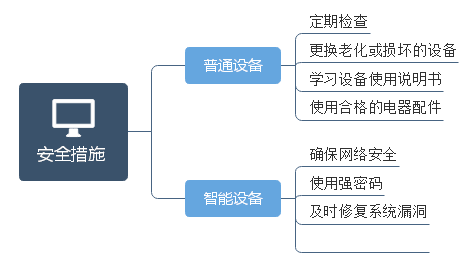 安全措施
普通设备
定期检查
更换老化或损坏的设备
学习设备使用说明书
使用合格的电器配件
智能设备
确保网络安全
使用强密码
及时修复系统漏洞